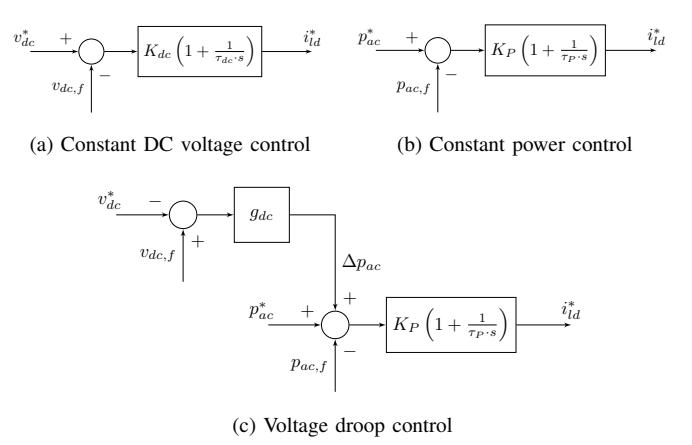 v*dc + Kdc (1 + 1/τdc·s) i*ld
−
vdc,f
(a) Constant DC voltage control
p*ac + KP (1 + 1/τP·s) i*ld
−
pac,f
(b) Constant power control
v*dc − gdc
+
vdc,f
Δpac
+
p*ac + KP (1 + 1/τP·s) i*ld
−
pac,f
(c) Voltage droop control